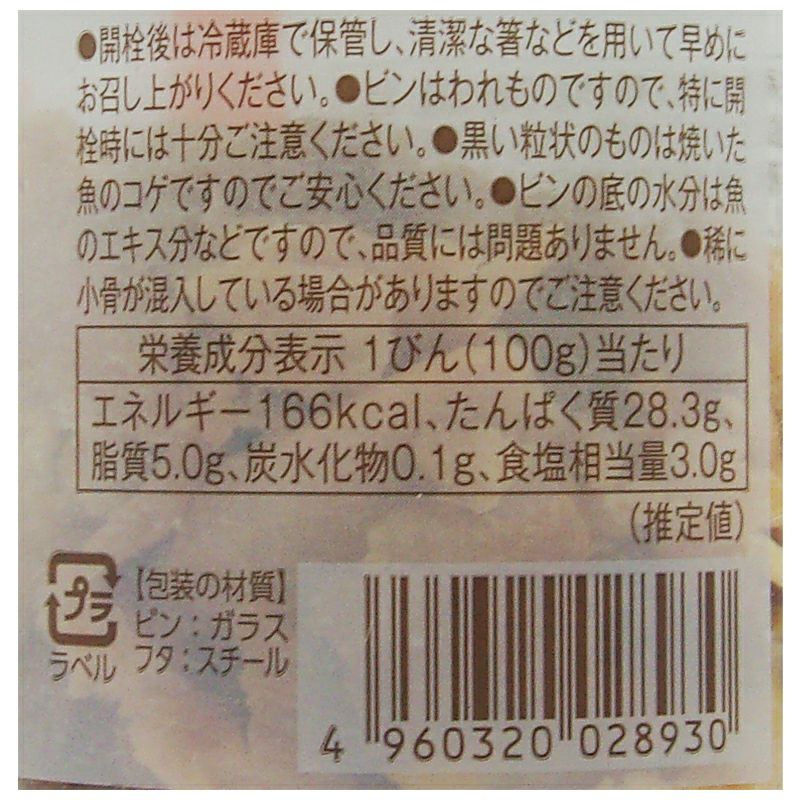 ●開栓後は冷蔵庫で保管し、清潔な箸などを用いて早めに
お召し上がりください。●ビンはわれものですので、特に開
栓時には十分ご注意ください。●黒い粒状のものは焼いた
魚のコゲですのでご安心ください。●ビンの底の水分は魚
のエキス分などですので、品質には問題ありません。●稀に
小骨が混入している場合がありますのでご注意ください。
栄養成分表示 1びん(100g)当たり
エネルギー166kcal、たんぱく質28.3g、
脂質5.0g、炭水化物0.1g、食塩相当量3.0g
(推定値)
プラ
ラベル
【包装の材質】
ビン:ガラス
フタ:スチール
4 960320 028930